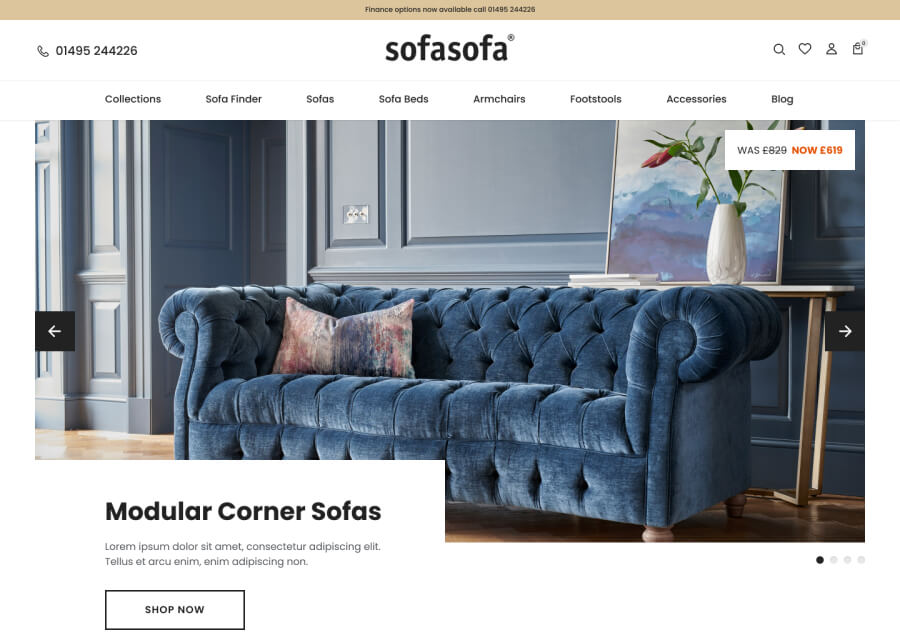 Finance options now available call 01495 244226
01495 244226
sofasofa®
0
Collections Sofa Finder Sofas Sofa Beds Armchairs Footstools Accessories Blog
WAS £829 NOW £619
Modular Corner Sofas
Lorem ipsum dolor sit amet, consectetur adipiscing elit.
Tellus et arcu enim, enim adipiscing non.
SHOP NOW